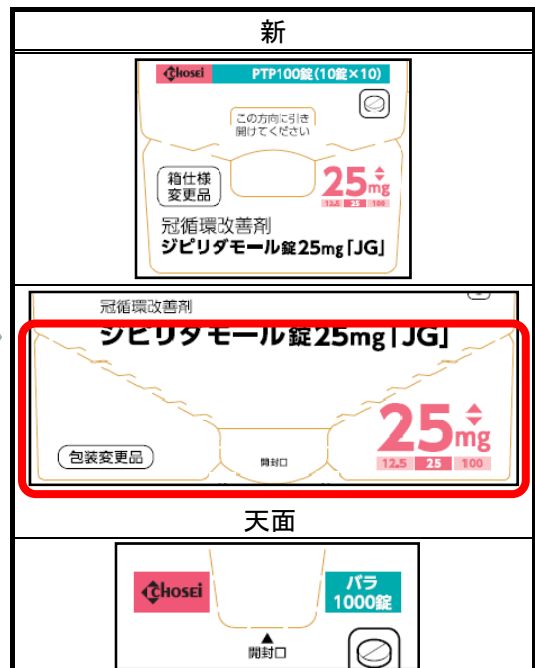 新
Chosei
PTP100錠(10錠×10)
この方向に引き
開けてください
箱仕様
変更品
25mg
12.5 25 100
冠循環改善剤
ジピリダモール錠25mg「JG」
冠循環改善剤
ジピリダモール錠25mg「JG」
25mg
包装変更品
開封口
12.5 25 100
天面
Chosei
バラ
1000錠
開封口